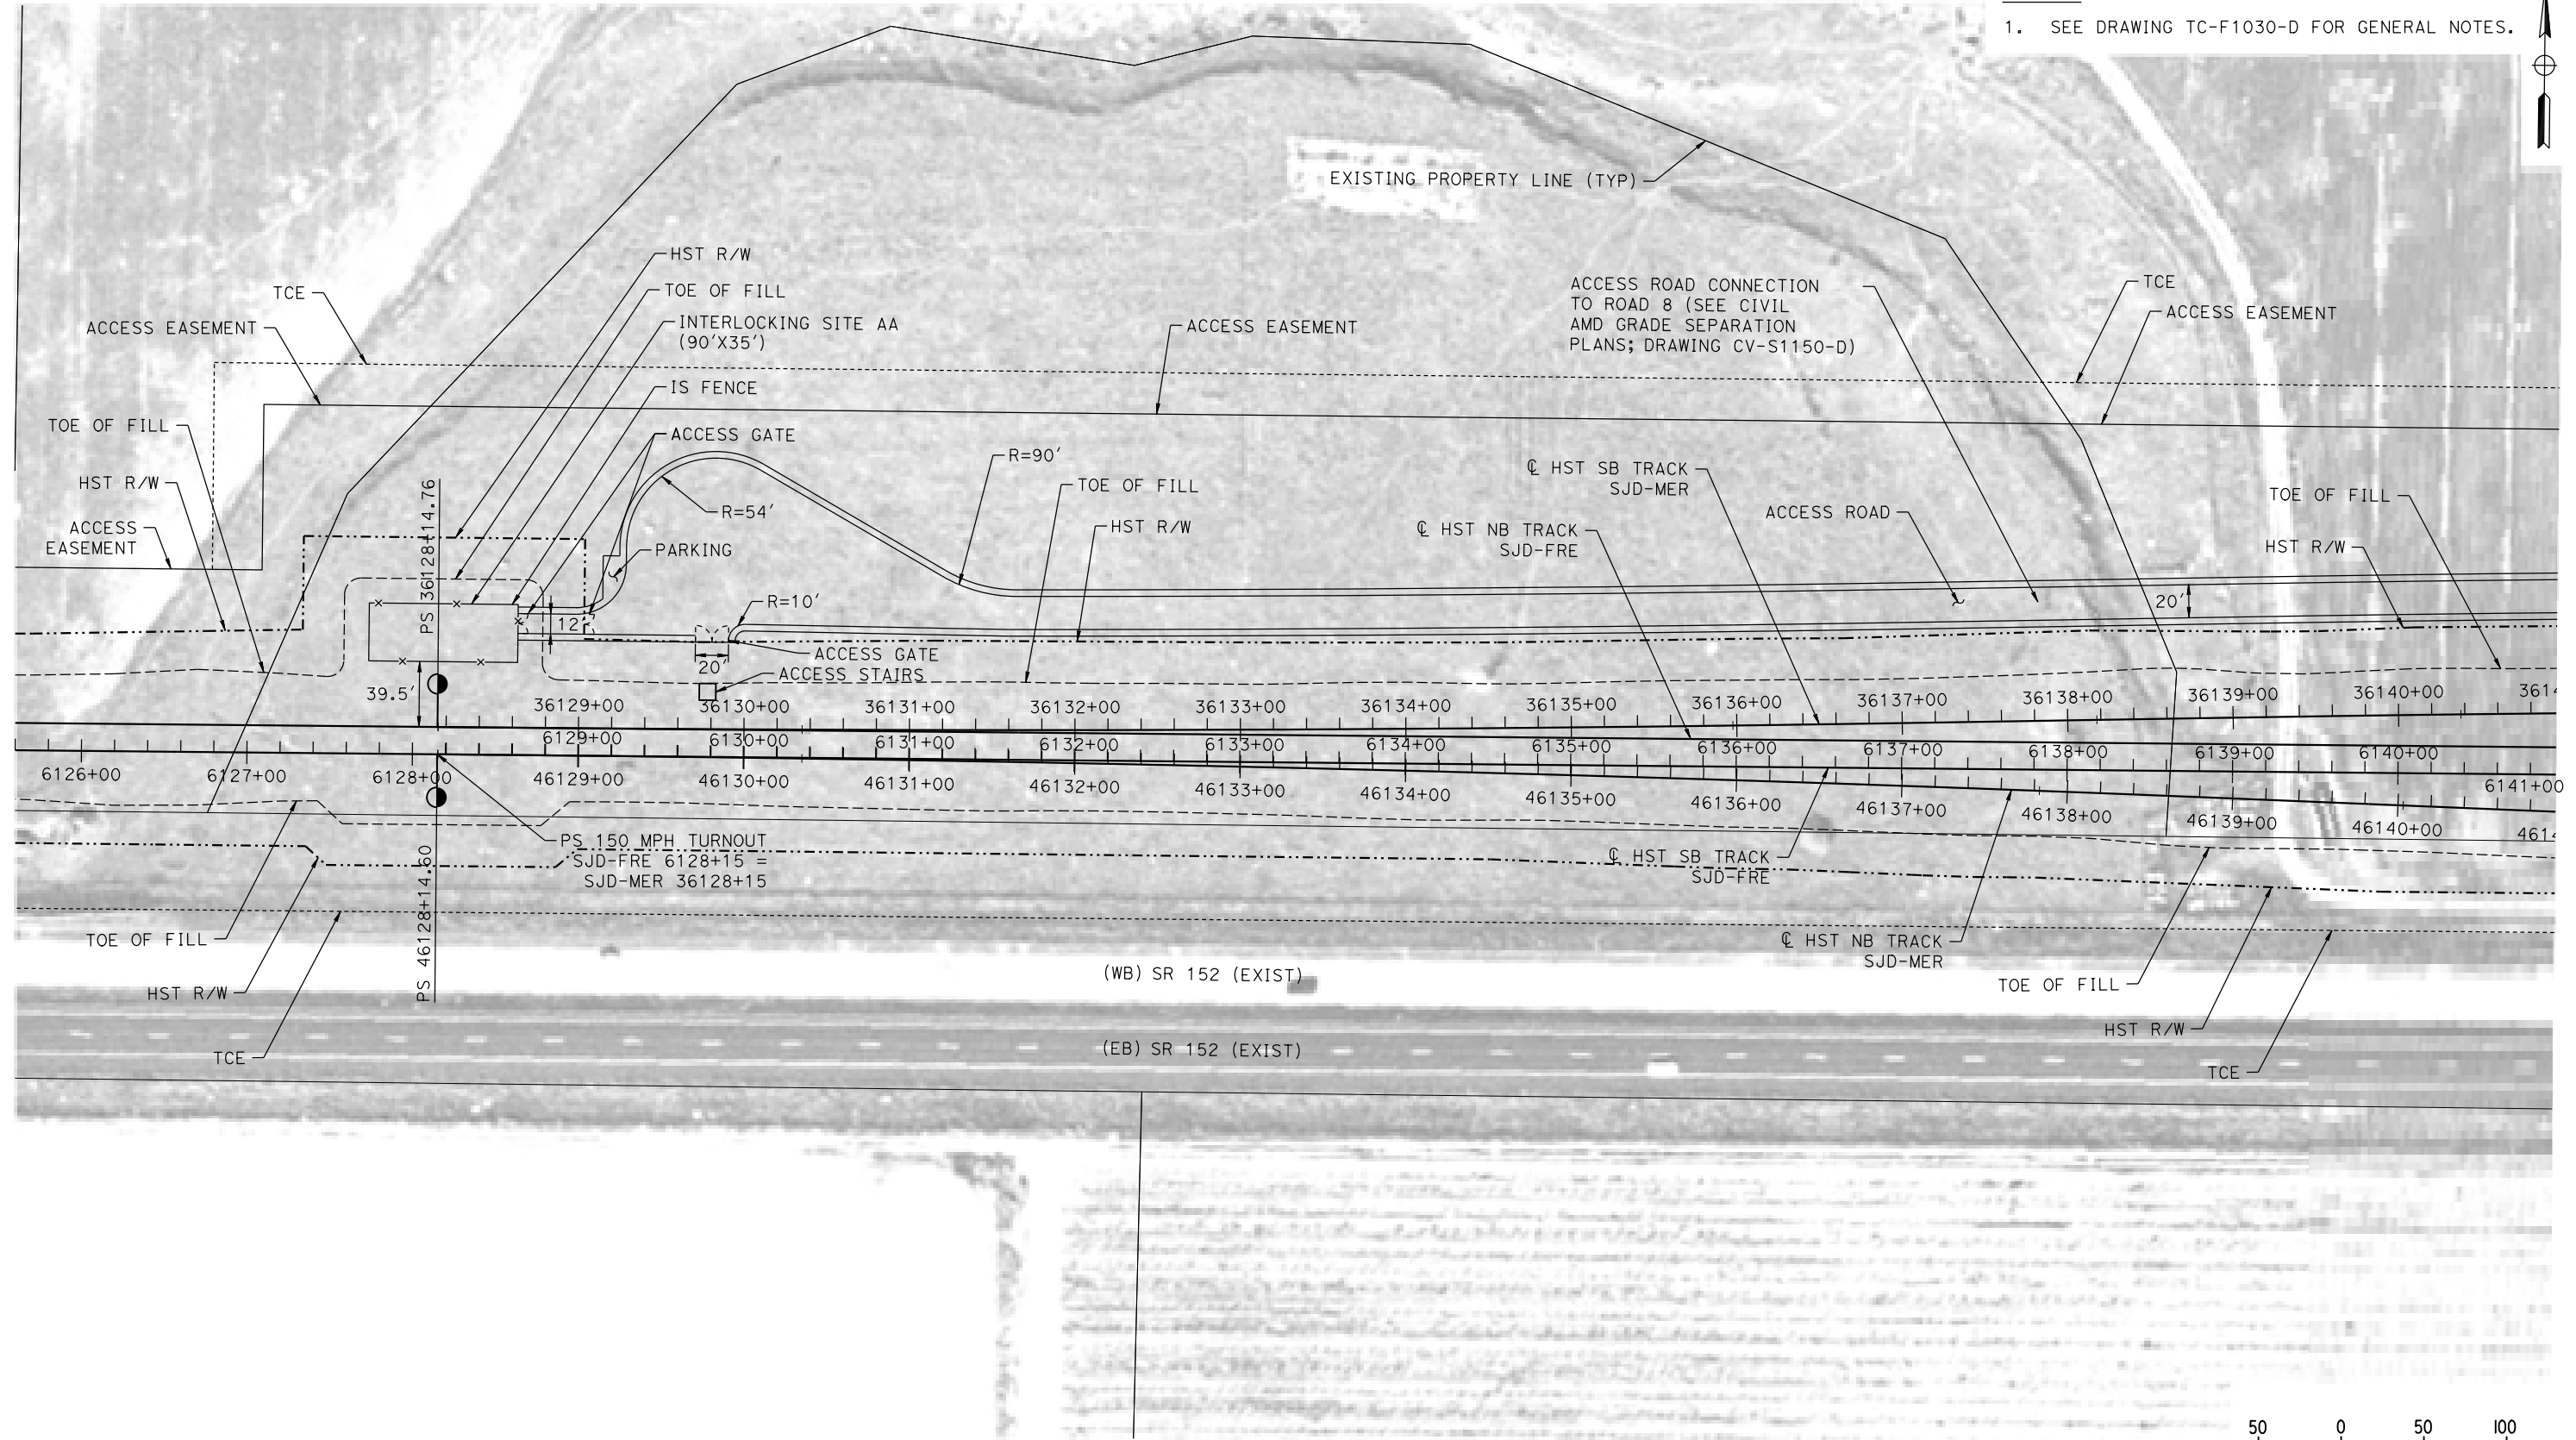 1. SEE DRAWING TC-F1030-D FOR GENERAL NOTES.
EXISTING PROPERTY LINE (TYP)
HST R/W
TOE OF FILL
INTERLOCKING SITE AA
(90'X35')
IS FENCE
ACCESS GATE
TCE
ACCESS EASEMENT
TOE OF FILL
HST R/W
ACCESS
EASEMENT
ACCESS EASEMENT
ACCESS ROAD CONNECTION
TO ROAD 8 (SEE CIVIL
AMD GRADE SEPARATION
PLANS; DRAWING CV-S1150-D)
TCE
ACCESS EASEMENT
PS 36128+14.76
R=54'
PARKING
R=90'
TOE OF FILL
HST R/W
℄ HST SB TRACK
SJD-MER
℄ HST NB TRACK
SJD-FRE
ACCESS ROAD
TOE OF FILL
HST R/W
R=10'
12'
20'
20'
ACCESS GATE
ACCESS STAIRS
39.5'
36129+00
36130+00
36131+00
36132+00
36133+00
36134+00
36135+00
36136+00
36137+00
36138+00
36139+00
36140+00
3614
6126+00
6127+00
6128+00
6129+00
6130+00
6131+00
6132+00
6133+00
6134+00
6135+00
6136+00
6137+00
6138+00
6139+00
6140+00
6141+00
46129+00
46130+00
46131+00
46132+00
46133+00
46134+00
46135+00
46136+00
46137+00
46138+00
46139+00
46140+00
4614
PS 150 MPH TURNOUT
SJD-FRE 6128+15 =
SJD-MER 36128+15
PS 46128+14.60
℄ HST SB TRACK
SJD-FRE
℄ HST NB TRACK
SJD-MER
TOE OF FILL
HST R/W
TCE
TOE OF FILL
HST R/W
TCE
(WB) SR 152 (EXIST)
(EB) SR 152 (EXIST)
50 0 50 100